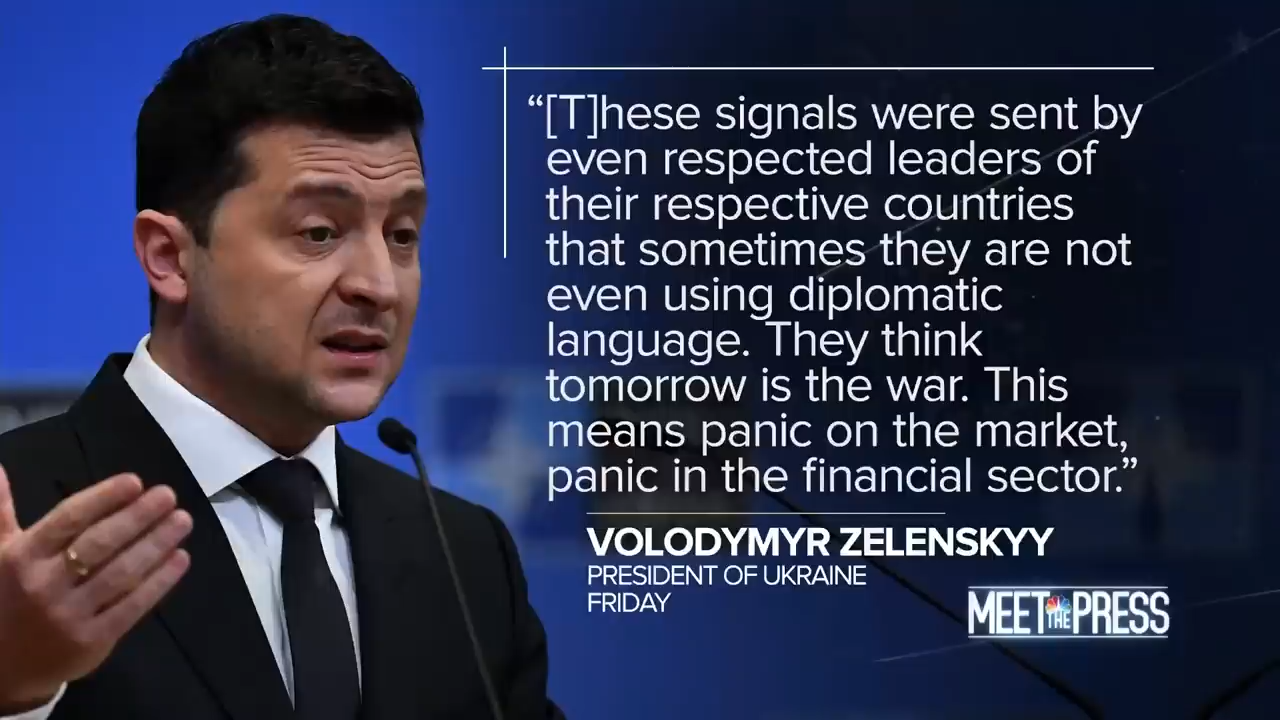 “[T]hese signals were sent by
even respected leaders of
their respective countries
that sometimes they are not
even using diplomatic
language. They think
tomorrow is the war. This
means panic on the market,
panic in the financial sector.”
VOLODYMYR ZELENSKYY
PRESIDENT OF UKRAINE
FRIDAY
MEET THE PRESS